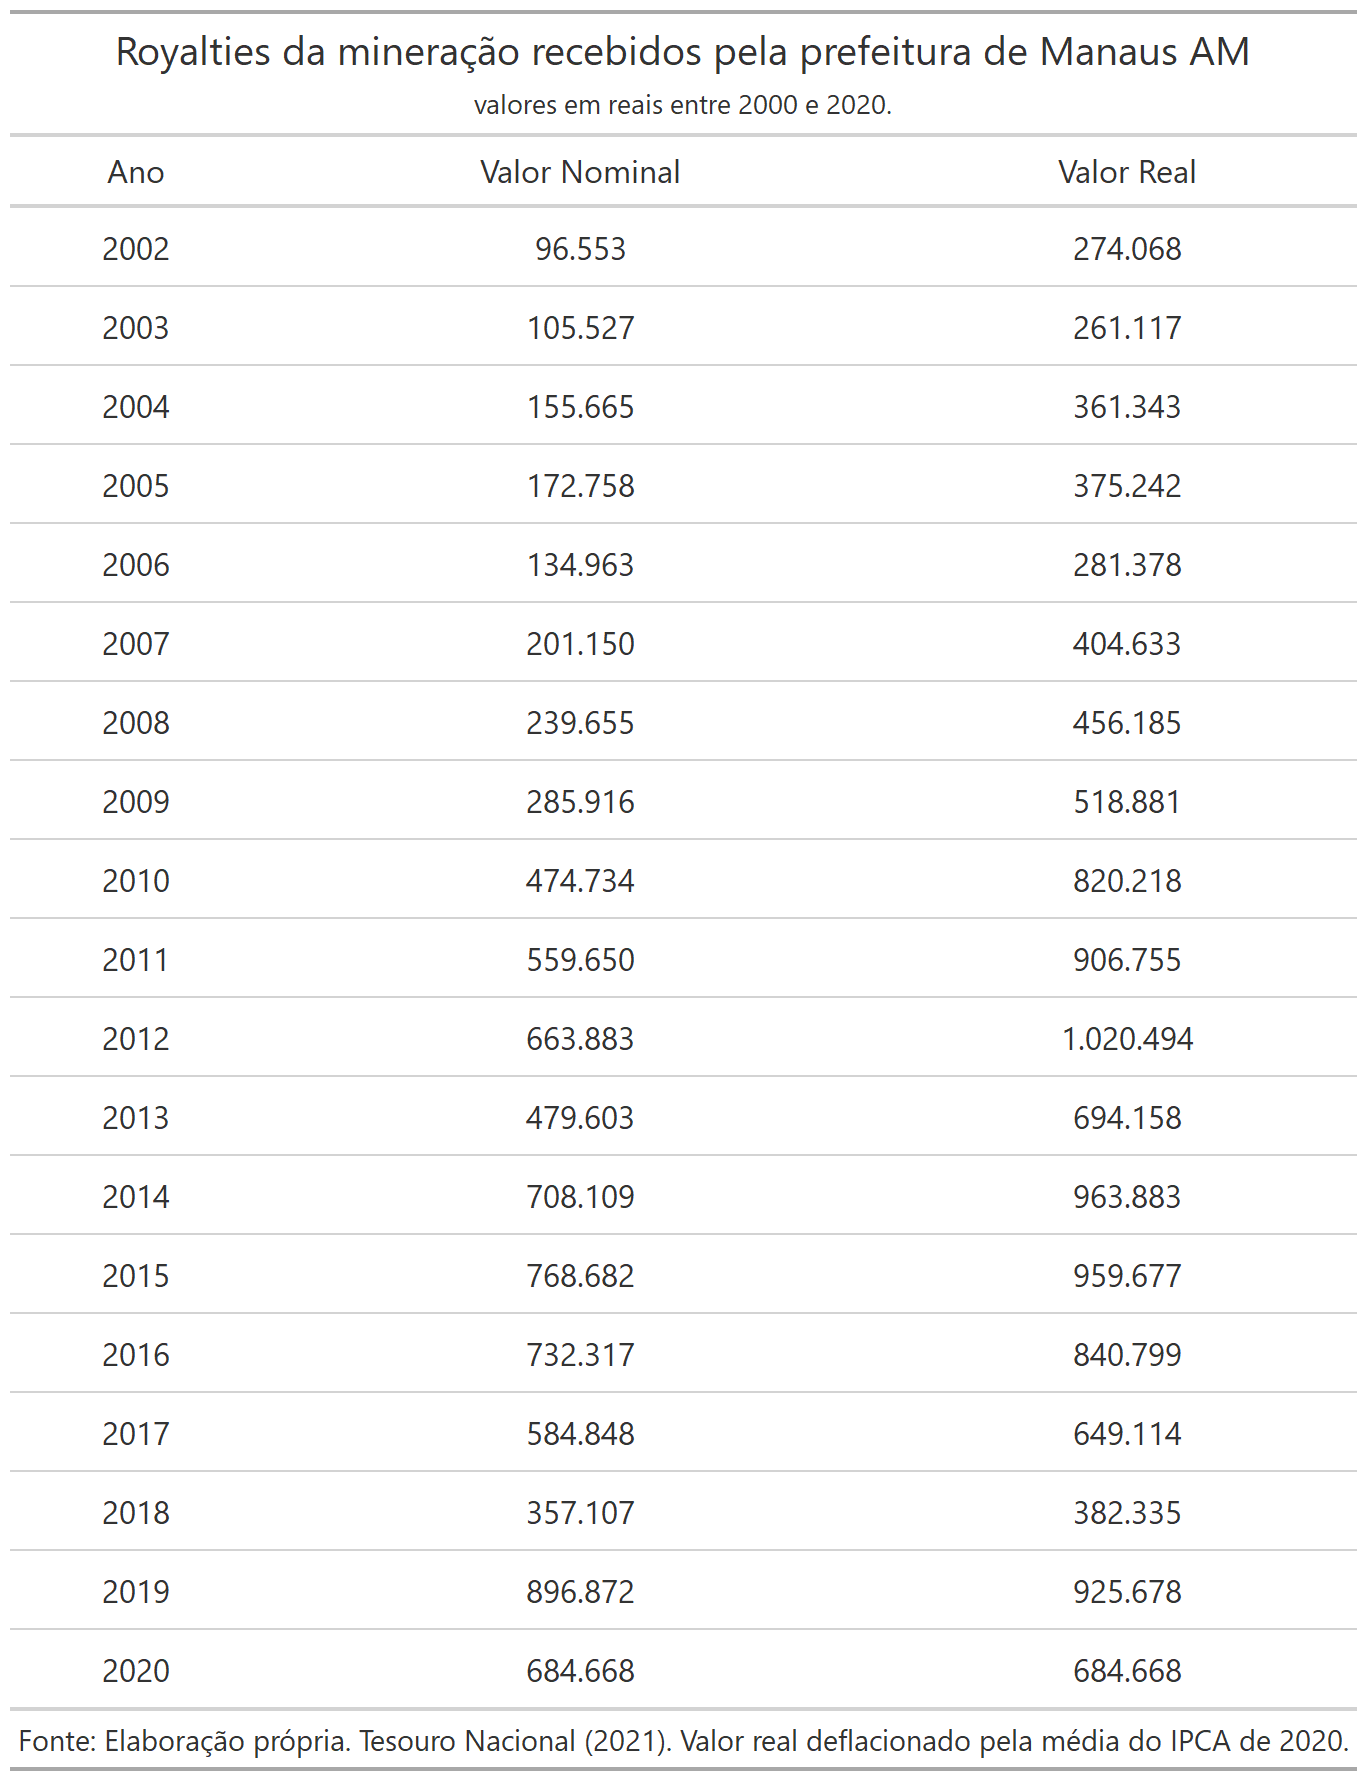 Royalties da mineração recebidos pela prefeitura de Manaus AM
valores em reais entre 2000 e 2020.
Ano Valor Nominal Valor Real
2002 96.553 274.068
2003 105.527 261.117
2004 155.665 361.343
2005 172.758 375.242
2006 134.963 281.378
2007 201.150 404.633
2008 239.655 456.185
2009 285.916 518.881
2010 474.734 820.218
2011 559.650 906.755
2012 663.883 1.020.494
2013 479.603 694.158
2014 708.109 963.883
2015 768.682 959.677
2016 732.317 840.799
2017 584.848 649.114
2018 357.107 382.335
2019 896.872 925.678
2020 684.668 684.668
Fonte: Elaboração própria. Tesouro Nacional (2021). Valor real deflacionado pela média do IPCA de 2020.